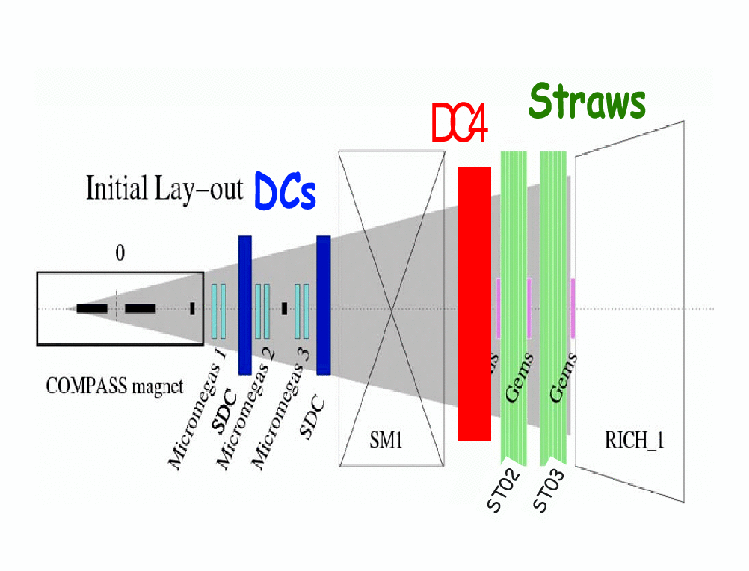 Straws
DC4
Initial Lay-out DCs
0
COMPASS magnet
Micromegas 1
SDC
Micromegas 2
Micromegas 3
SDC
SM1
Gems
Gems
RICH_1
ST02
ST03